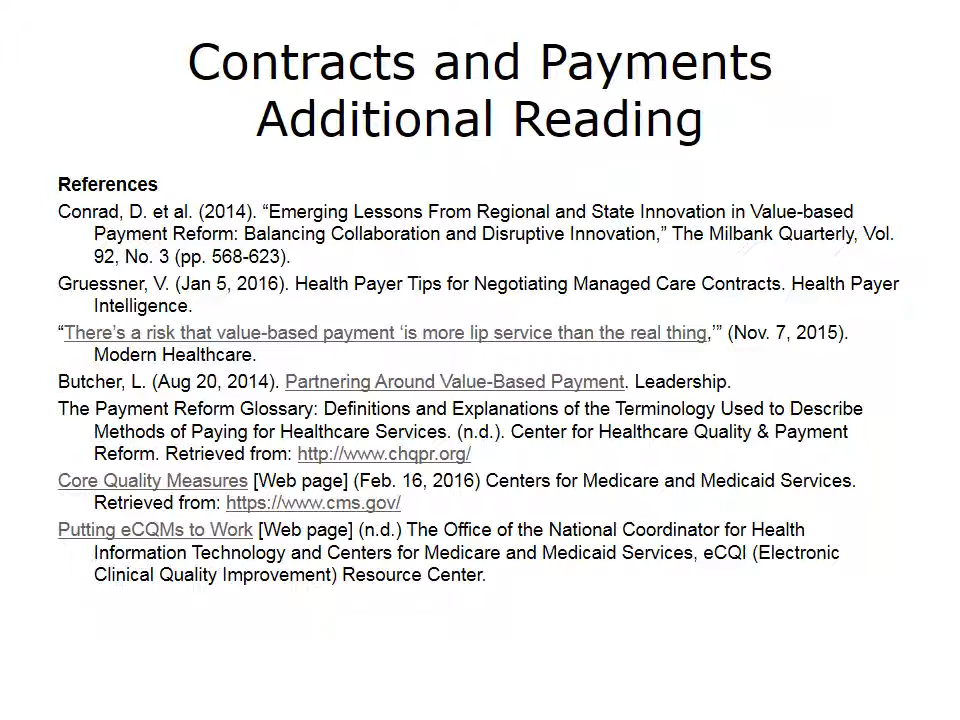 Contracts and Payments
Additional Reading
References
Conrad, D. et al. (2014). “Emerging Lessons From Regional and State Innovation in Value-based
Payment Reform: Balancing Collaboration and Disruptive Innovation,” The Milbank Quarterly, Vol.
92, No. 3 (pp. 568-623).
Gruessner, V. (Jan 5, 2016). Health Payer Tips for Negotiating Managed Care Contracts. Health Payer
Intelligence.
“There’s a risk that value-based payment ‘is more lip service than the real thing,’” (Nov. 7, 2015).
Modern Healthcare.
Butcher, L. (Aug 20, 2014). Partnering Around Value-Based Payment. Leadership.
The Payment Reform Glossary: Definitions and Explanations of the Terminology Used to Describe
Methods of Paying for Healthcare Services. (n.d.). Center for Healthcare Quality & Payment
Reform. Retrieved from: http://www.chqpr.org/
Core Quality Measures [Web page] (Feb. 16, 2016) Centers for Medicare and Medicaid Services.
Retrieved from: https://www.cms.gov/
Putting eCQMs to Work [Web page] (n.d.) The Office of the National Coordinator for Health
Information Technology and Centers for Medicare and Medicaid Services, eCQI (Electronic
Clinical Quality Improvement) Resource Center.